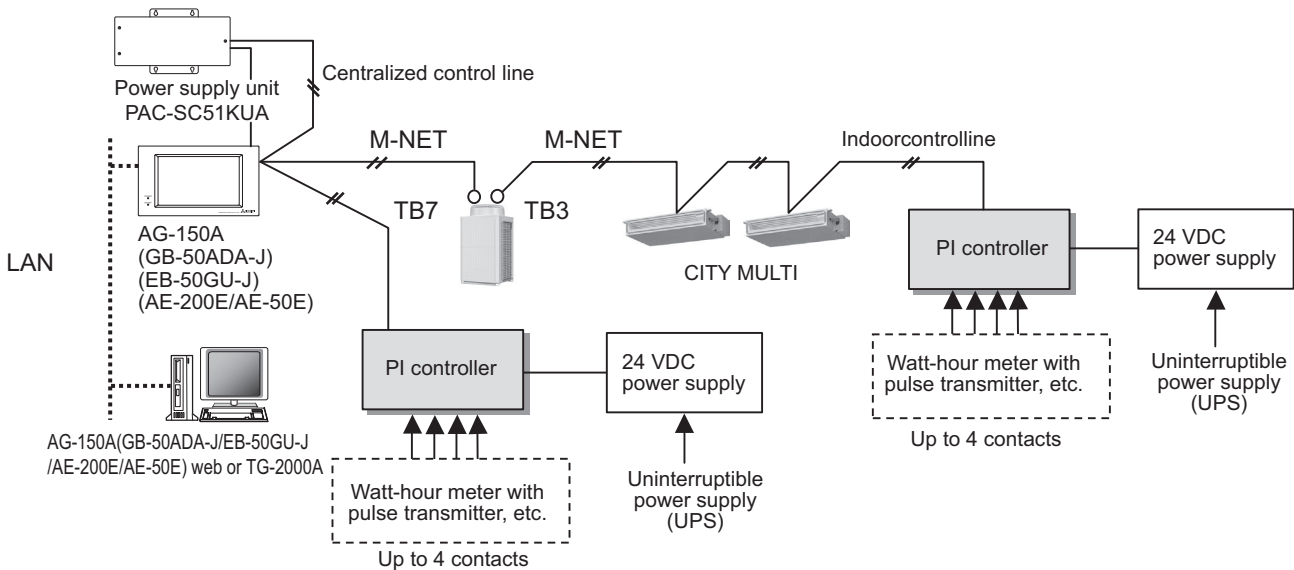 Power supply unit
PAC-SC51KUA
Centralized control line
M-NET
M-NET
Indoorcontrolline
TB7
TB3
LAN
AG-150A
(GB-50ADA-J)
(EB-50GU-J)
(AE-200E/AE-50E)
CITY MULTI
PI controller
24 VDC
power supply
Watt-hour meter with
pulse transmitter, etc.
Up to 4 contacts
Uninterruptible
power supply
(UPS)
PI controller
24 VDC
power supply
AG-150A(GB-50ADA-J/EB-50GU-J
/AE-200E/AE-50E) web or TG-2000A
Watt-hour meter with
pulse transmitter, etc.
Up to 4 contacts
Uninterruptible
power supply
(UPS)